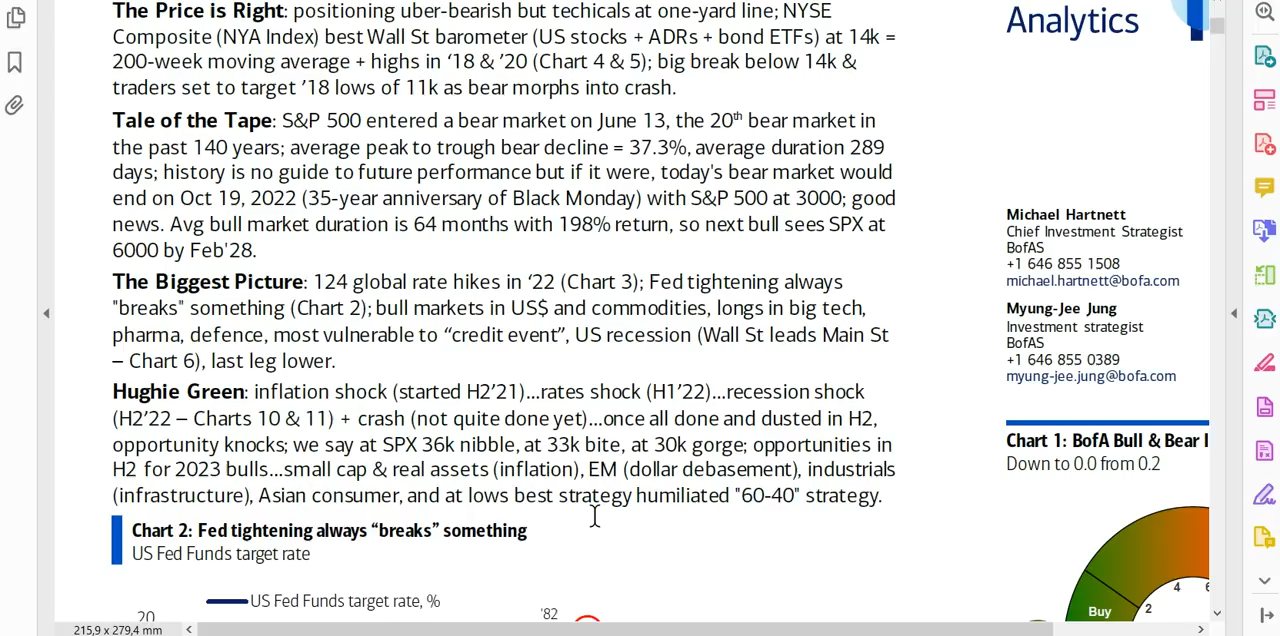 The Price is Right: positioning uber-bearish but techicals at one-yard line; NYSE
Composite (NYA Index) best Wall St barometer (US stocks + ADRs + bond ETFs) at 14k =
200-week moving average + highs in ‘18 & ’20 (Chart 4 & 5); big break below 14k &
traders set to target ’18 lows of 11k as bear morphs into crash.
Tale of the Tape: S&P 500 entered a bear market on June 13, the 20th bear market in
the past 140 years; average peak to trough bear decline = 37.3%, average duration 289
days; history is no guide to future performance but if it were, today's bear market would
end on Oct 19, 2022 (35-year anniversary of Black Monday) with S&P 500 at 3000; good
news. Avg bull market duration is 64 months with 198% return, so next bull sees SPX at
6000 by Feb'28.
The Biggest Picture: 124 global rate hikes in ‘22 (Chart 3); Fed tightening always
"breaks" something (Chart 2); bull markets in US$ and commodities, longs in big tech,
pharma, defence, most vulnerable to “credit event”, US recession (Wall St leads Main St
– Chart 6), last leg lower.
Hughie Green: inflation shock (started H2’21)…rates shock (H1’22)…recession shock
(H2’22 – Charts 10 & 11) + crash (not quite done yet)…once all done and dusted in H2,
opportunity knocks; we say at SPX 36k nibble, at 33k bite, at 30k gorge; opportunities in
H2 for 2023 bulls…small cap & real assets (inflation), EM (dollar debasement), industrials
(infrastructure), Asian consumer, and at lows best strategy humiliated "60-40" strategy.
Chart 2: Fed tightening always “breaks” something
US Fed Funds target rate
US Fed Funds target rate, %
20
'82
215,9 x 279,4 mm
Analytics
Michael Hartnett
Chief Investment Strategist
BofAS
+1 646 855 1508
michael.hartnett@bofa.com
Myung-Jee Jung
Investment strategist
BofAS
+1 646 855 0389
myung-jee.jung@bofa.com
Chart 1: BofA Bull & Bear I
Down to 0.0 from 0.2
Buy
2
4